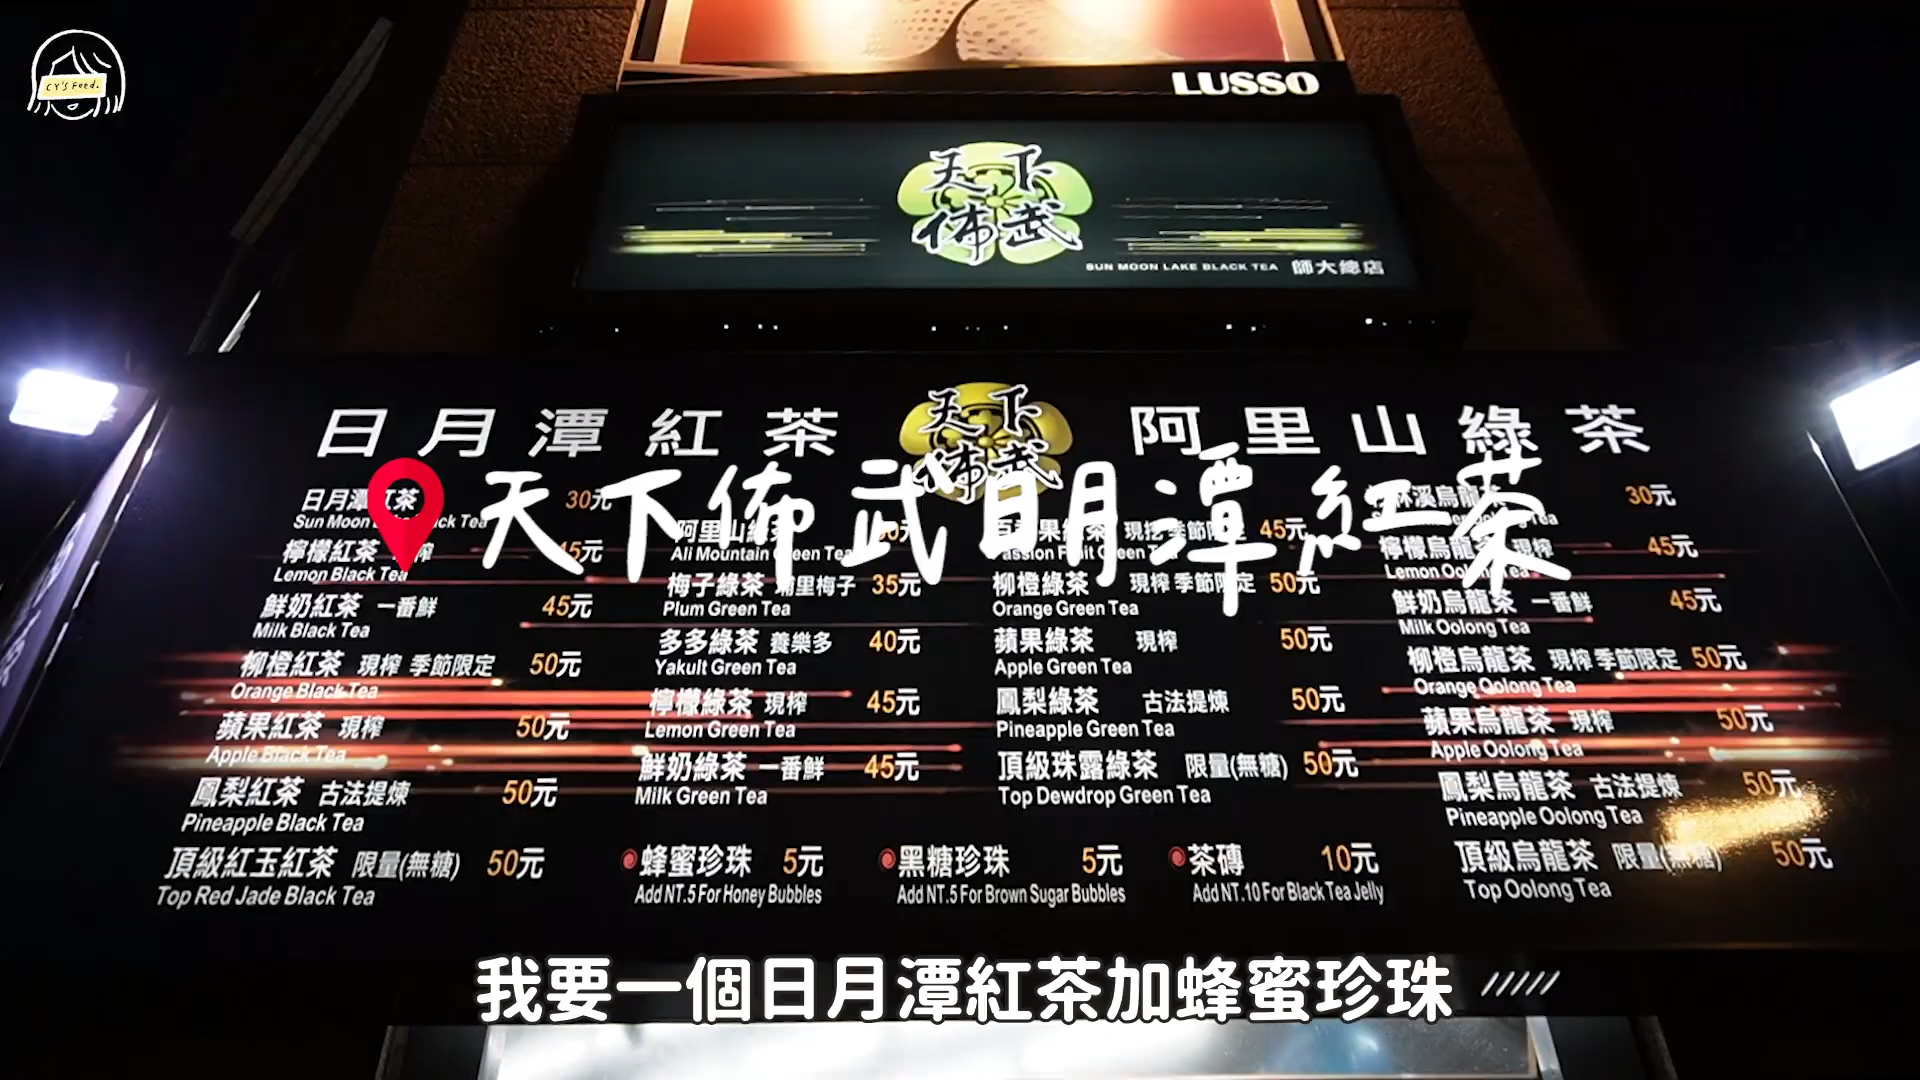 CY'S Feed.
LUSSO
天下
佈武
SUN MOON LAKE BLACK TEA 師大總店
日月潭紅茶
天下
佈武
阿里山綠茶
天下佈武日月潭紅茶
日月潭紅茶 30元
檸檬紅茶 45元
Lemon Black Tea
鮮奶紅茶 一番鮮 45元
Milk Black Tea
柳橙紅茶 現榨 季節限定 50元
Orange Black Tea
蘋果紅茶 現榨 50元
Apple Black Tea
鳳梨紅茶 古法提煉 50元
Pineapple Black Tea
頂級紅玉紅茶 限量(無糖) 50元
Top Red Jade Black Tea
阿里山綠茶
Ali Mountain Green Tea
梅子綠茶 埔里梅子 35元
Plum Green Tea
多多綠茶 養樂多 40元
Yakult Green Tea
檸檬綠茶 現榨 45元
Lemon Green Tea
鮮奶綠茶 一番鮮 45元
Milk Green Tea
現挖 季節限定 45元
Passion Fruit Green Tea
柳橙綠茶 現榨 季節限定 50元
Orange Green Tea
蘋果綠茶 現榨 50元
Apple Green Tea
鳳梨綠茶 古法提煉 50元
Pineapple Green Tea
頂級珠露綠茶 限量(無糖) 50元
Top Dewdrop Green Tea
烏龍茶 30元
檸檬烏龍茶 現榨 45元
Lemon Oolong Tea
鮮奶烏龍茶 一番鮮 45元
Milk Oolong Tea
柳橙烏龍茶 現榨 季節限定 50元
Orange Oolong Tea
蘋果烏龍茶 現榨 50元
Apple Oolong Tea
鳳梨烏龍茶 古法提煉 50元
Pineapple Oolong Tea
頂級烏龍茶 限量(無糖) 50元
Top Oolong Tea
蜂蜜珍珠 5元
Add NT.5 For Honey Bubbles
黑糖珍珠 5元
Add NT.5 For Brown Sugar Bubbles
茶磚 10元
Add NT.10 For Black Tea Jelly
我要一個日月潭紅茶加蜂蜜珍珠